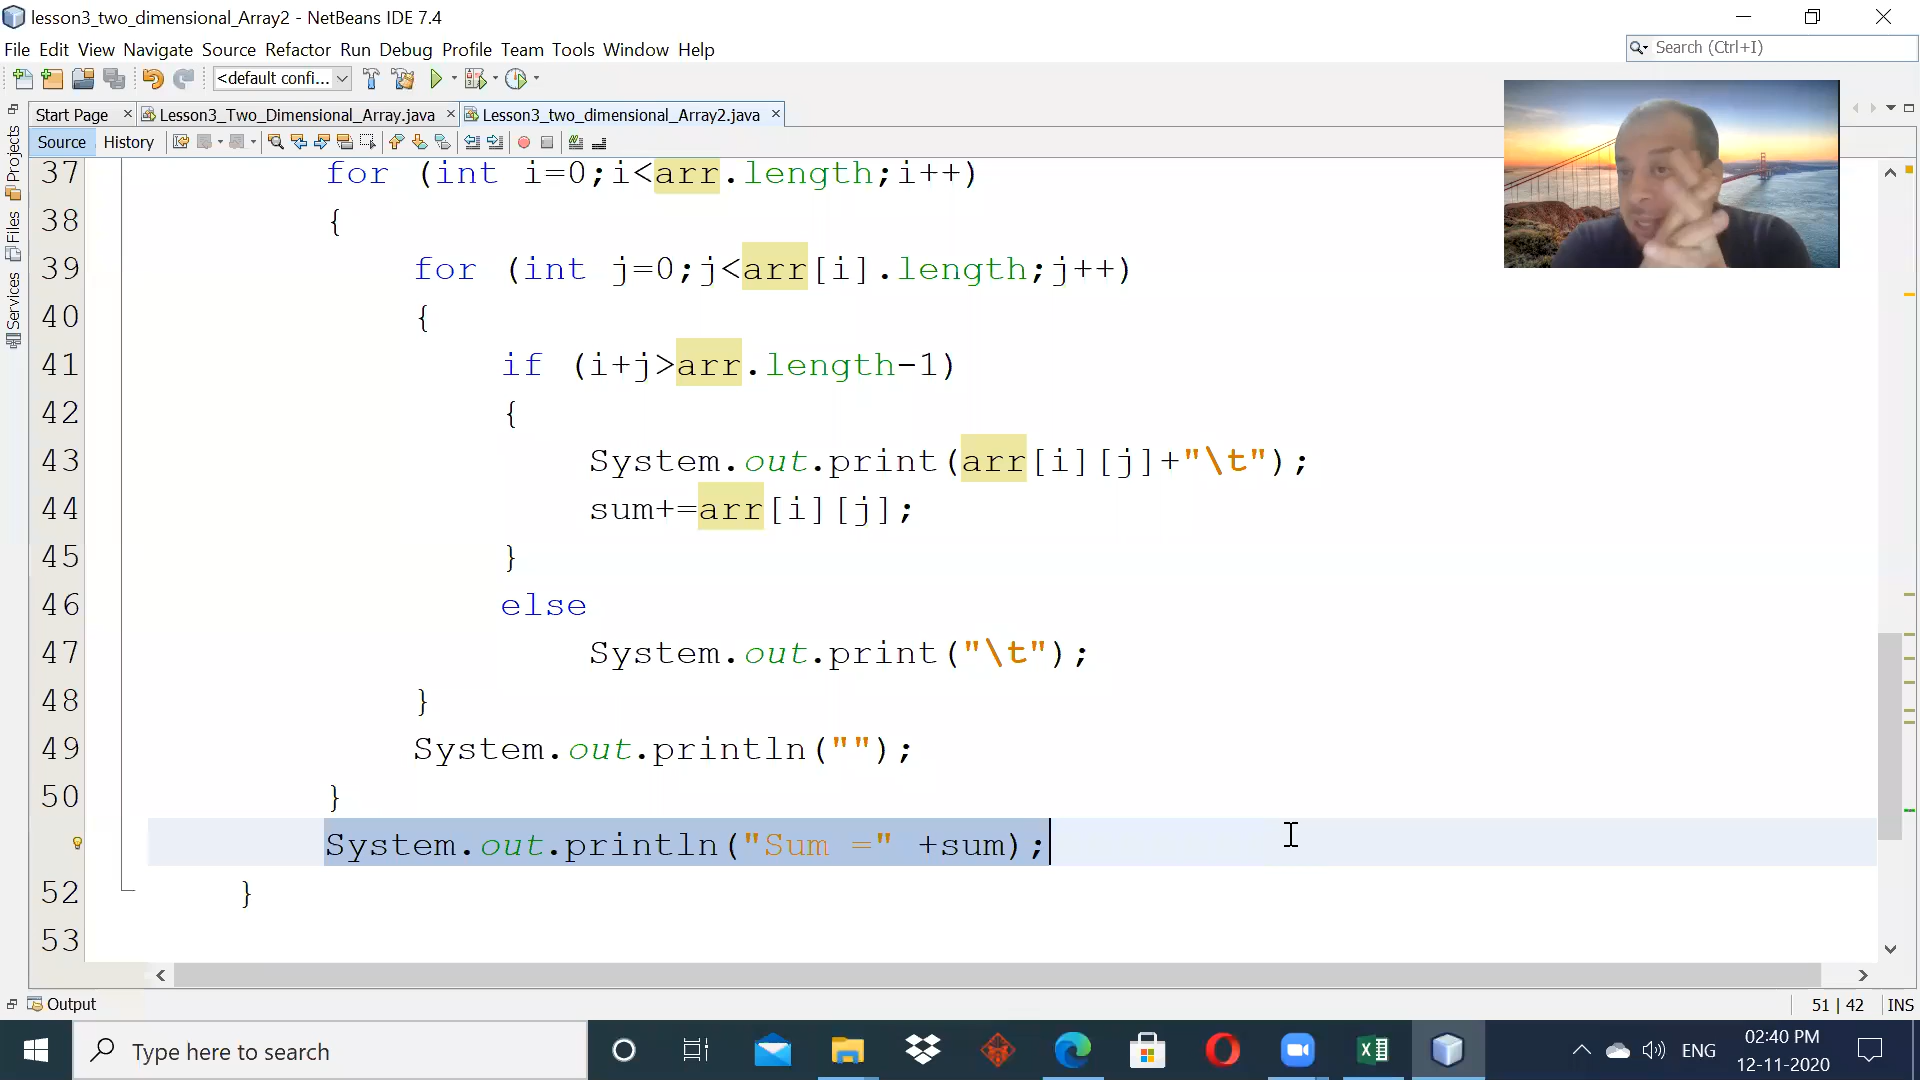 lesson3_two_dimensional_Array2 - NetBeans IDE 7.4
File Edit View Navigate Source Refactor Run Debug Profile Team Tools Window Help
Search (Ctrl+I)
<default confi...
Start Page
Lesson3_Two_Dimensional_Array.java
Lesson3_two_dimensional_Array2.java
Source History
Projects
Files
Services
37 for (int i=0;i<arr.length;i++)
38 {
39 for (int j=0;j<arr[i].length;j++)
40 {
41 if (i+j>arr.length-1)
42 {
43 System.out.print(arr[i][j]+"\t");
44 sum+=arr[i][j];
45 }
46 else
47 System.out.print("\t");
48 }
49 System.out.println("");
50 }
System.out.println("Sum =" +sum);
52 }
53
Output
51 | 42 INS
Type here to search
ENG
02:40 PM
12-11-2020